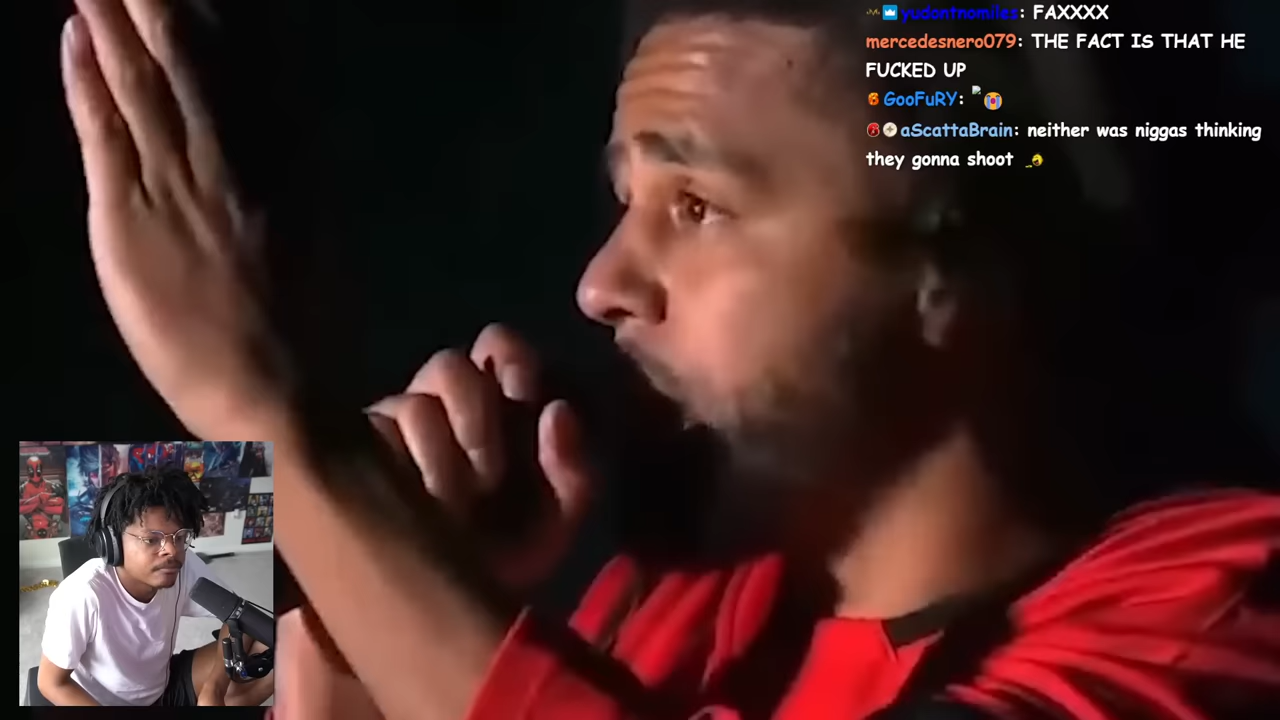 yudontnomiles: FAXXXX
mercedesnero079: THE FACT IS THAT HE
FUCKED UP
GooFuRY:
aScattaBrain: neither was niggas thinking
they gonna shoot